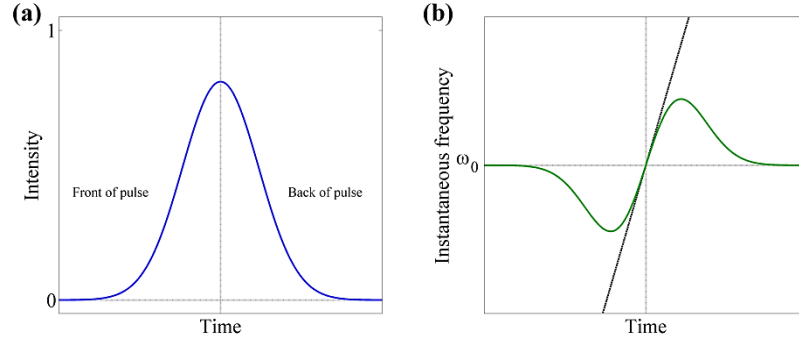 (a)
1
Intensity
Front of pulse
Back of pulse
0
Time
(b)
Instantaneous frequency
ω0
Time